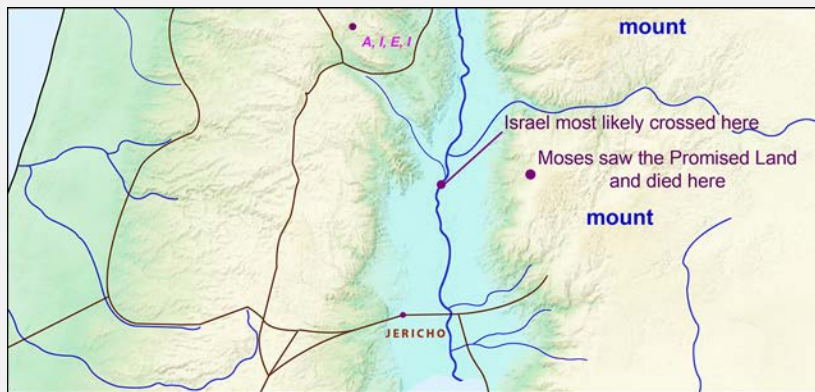 mount
A, I, E, I
Israel most likely crossed here
Moses saw the Promised Land
and died here
mount
JERICHO